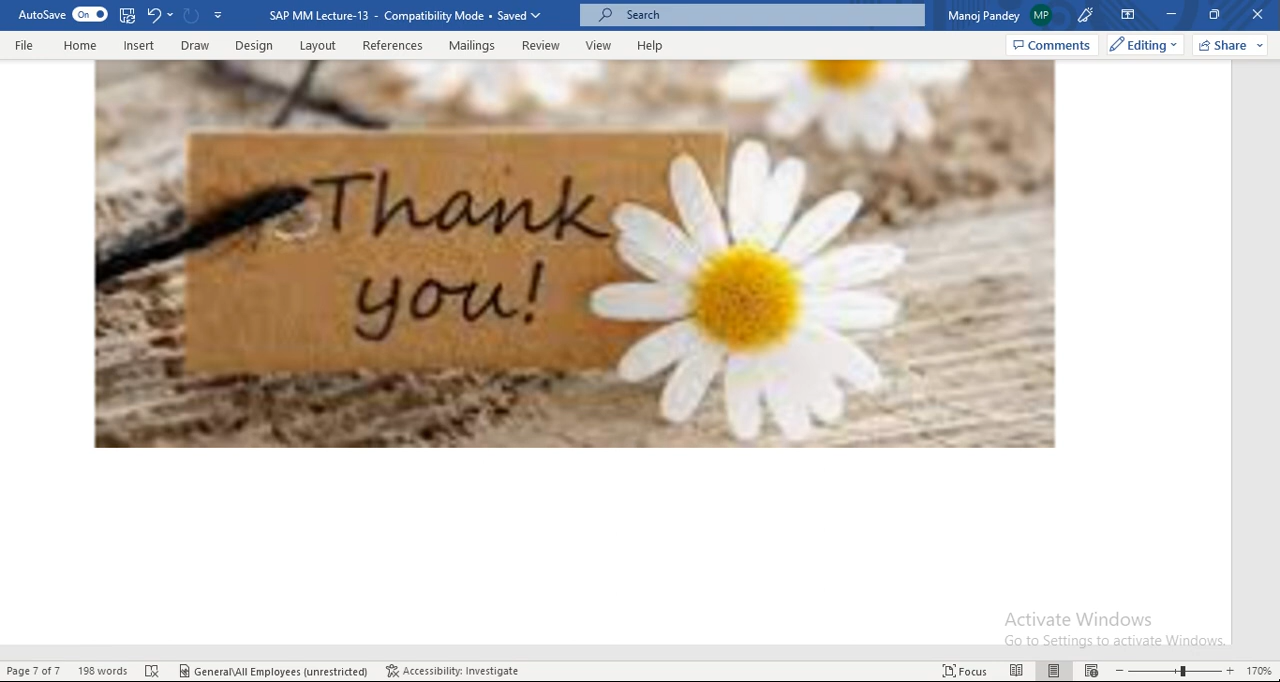 AutoSave On SAP MM Lecture-13 - Compatibility Mode • Saved Search Manoj Pandey MP
File Home Insert Draw Design Layout References Mailings Review View Help Comments Editing Share
Thank
you!
Activate Windows
Go to Settings to activate Windows.
Page 7 of 7 198 words General\All Employees (unrestricted) Accessibility: Investigate Focus 170%